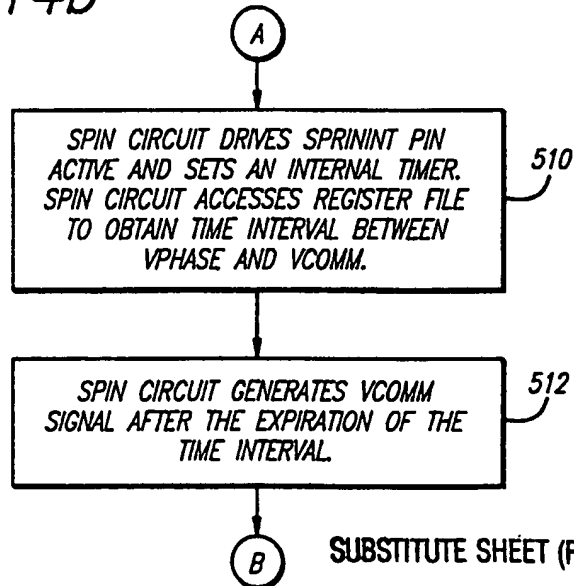 14b
A
SPIN CIRCUIT DRIVES SPRININT PIN
ACTIVE AND SETS AN INTERNAL TIMER.
SPIN CIRCUIT ACCESSES REGISTER FILE
TO OBTAIN TIME INTERVAL BETWEEN
VPHASE AND VCOMM.
510
SPIN CIRCUIT GENERATES VCOMM
SIGNAL AFTER THE EXPIRATION OF THE
TIME INTERVAL.
512
B
SUBSTITUTE SHEET (